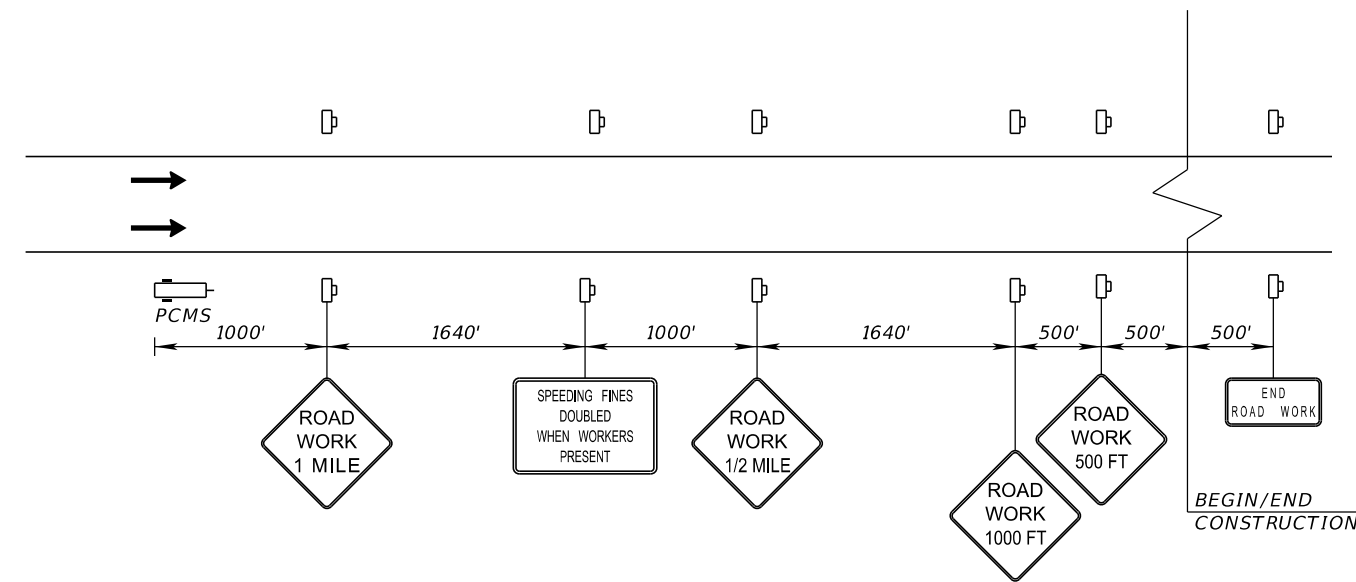 PCMS
1000'
1640'
1000'
1640'
500'
500'
500'
ROAD
WORK
1 MILE
SPEEDING FINES
DOUBLED
WHEN WORKERS
PRESENT
ROAD
WORK
1/2 MILE
ROAD
WORK
1000 FT
ROAD
WORK
500 FT
END
ROAD WORK
BEGIN/END
CONSTRUCTION